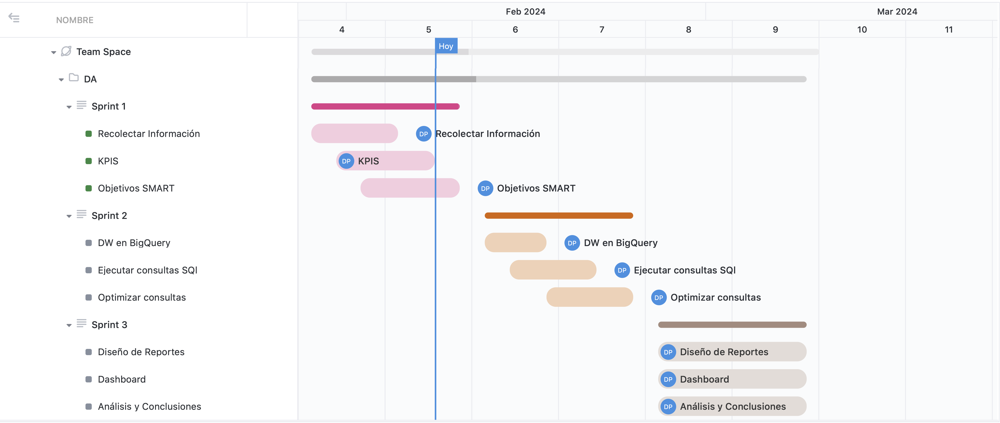 NOMBRE
Feb 2024
Mar 2024
4 5 6 7 8 9 10 11
Hoy
Team Space
DA
Sprint 1
Recolectar Información DP Recolectar Información
KPIS DP KPIS
Objetivos SMART DP Objetivos SMART
Sprint 2
DW en BigQuery DP DW en BigQuery
Ejecutar consultas SQl DP Ejecutar consultas SQl
Optimizar consultas DP Optimizar consultas
Sprint 3
Diseño de Reportes DP Diseño de Reportes
Dashboard DP Dashboard
Análisis y Conclusiones DP Análisis y Conclusiones